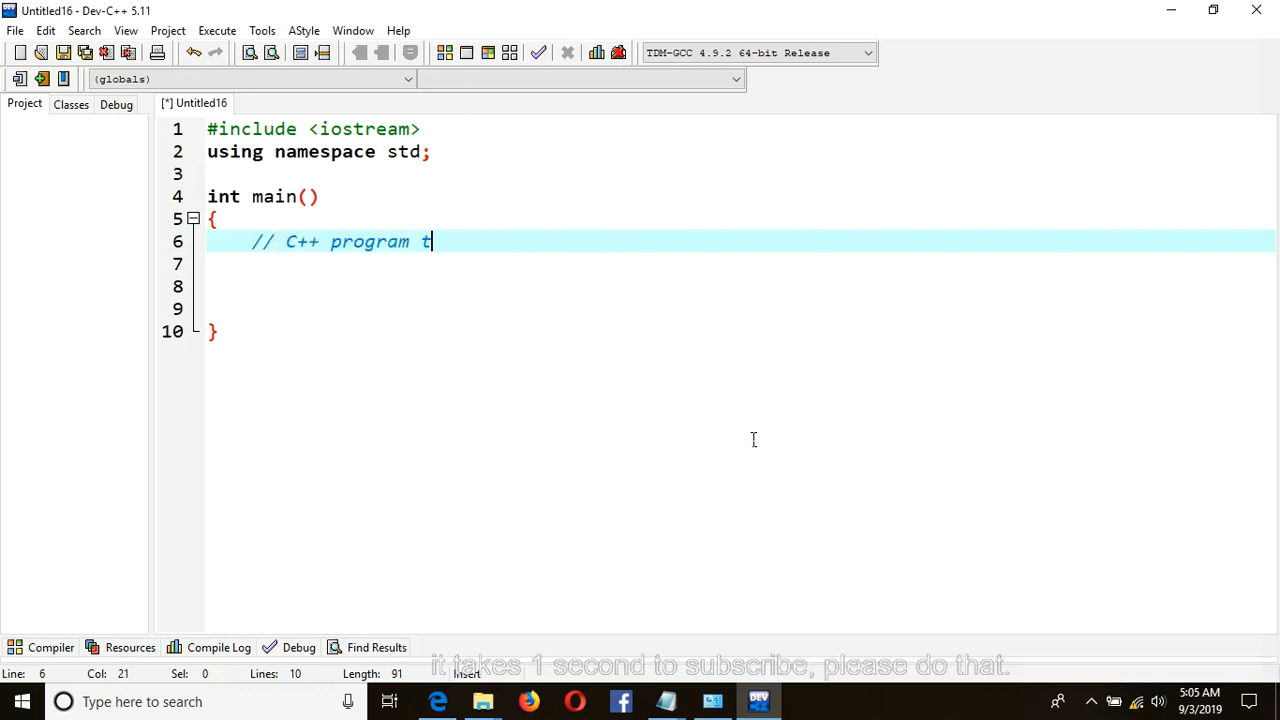 Untitled16 - Dev-C++ 5.11
File Edit Search View Project Execute Tools AStyle Window Help
TDM-GCC 4.9.2 64-bit Release
(globals)
Project Classes Debug [*] Untitled16
1 #include <iostream>
2 using namespace std;
3
4 int main()
5 {
6 // C++ program t
7
8
9
10 }
Compiler Resources Compile Log Debug Find Results
it takes 1 second to subscribe, please do that.
Line: 6 Col: 21 Sel: 0 Lines: 10 Length: 91 Insert
Type here to search
DEV
5:05 AM
9/3/2019